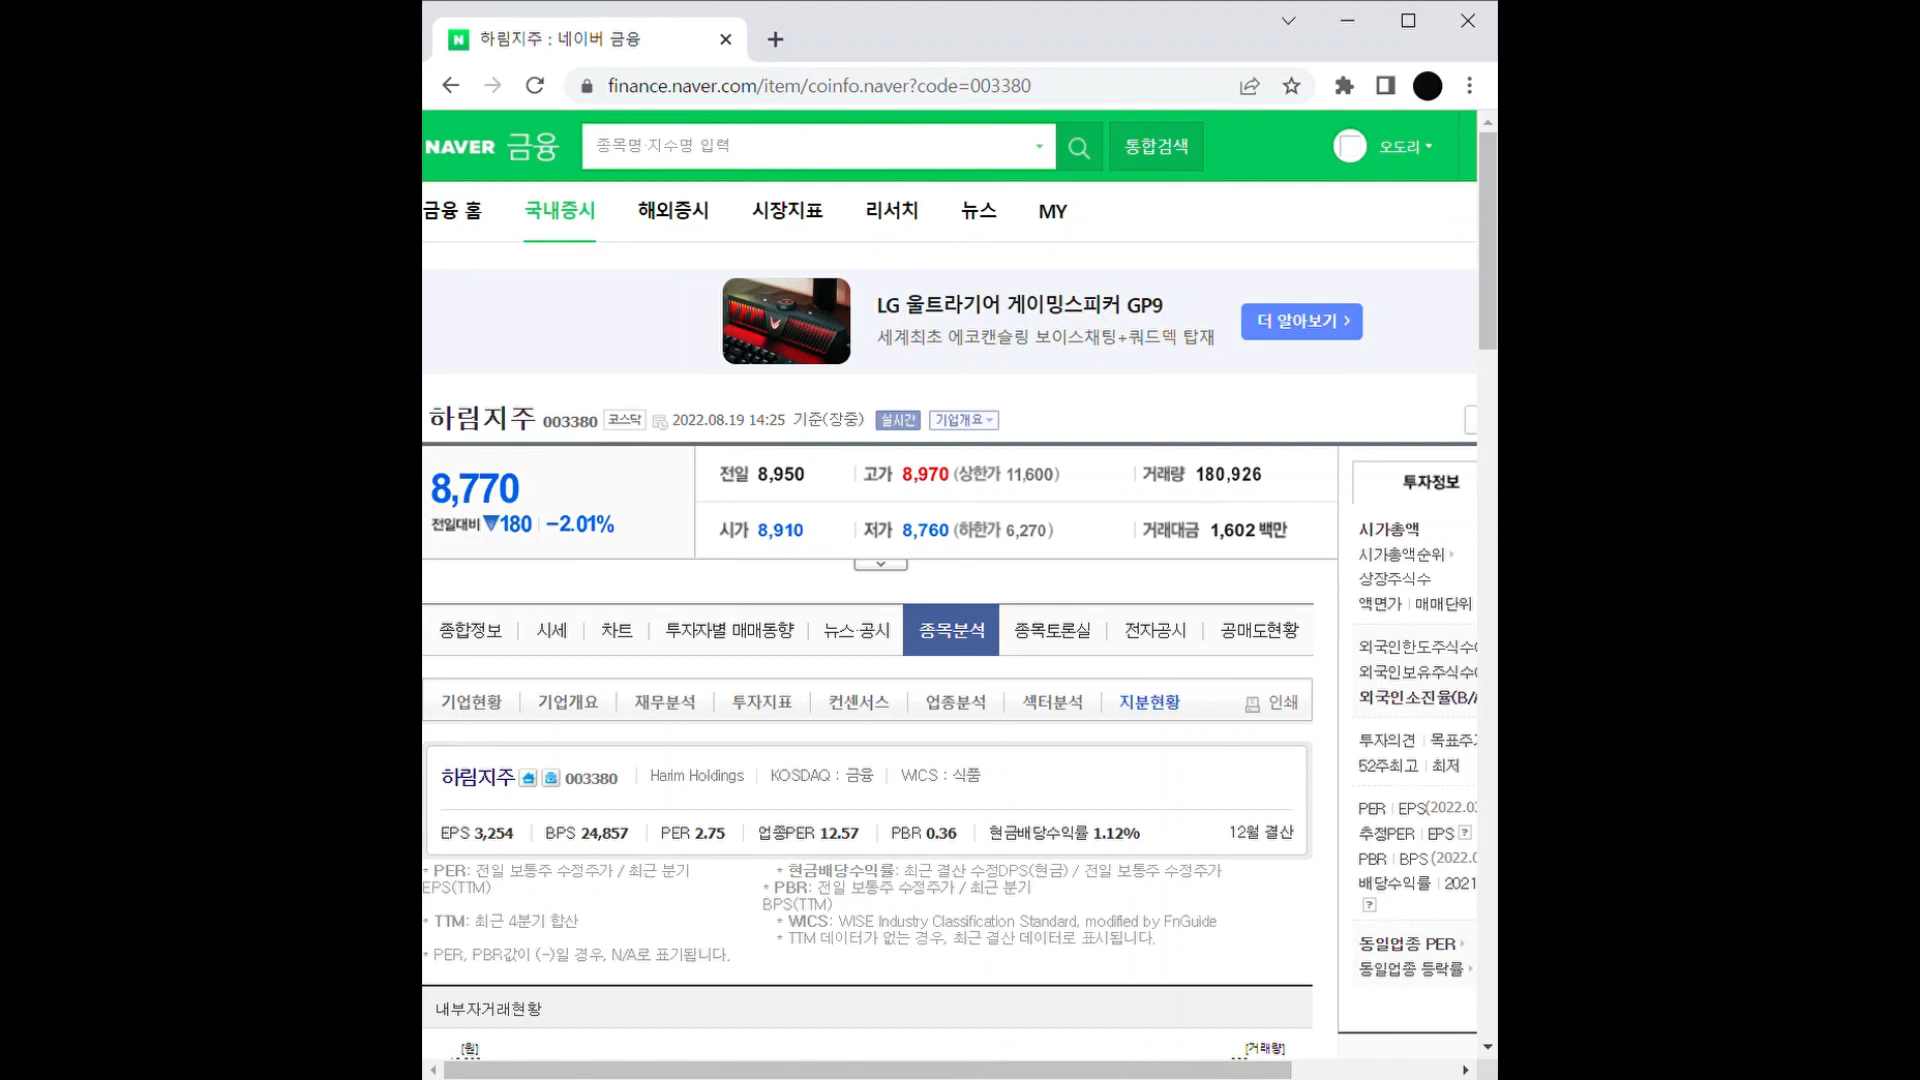 하림지주 : 네이버 금융
finance.naver.com/item/coinfo.naver?code=003380
NAVER 금융 종목명·지수명 입력 통합검색 오도리
금융 홈 국내증시 해외증시 시장지표 리서치 뉴스 MY
LG 울트라기어 게이밍스피커 GP9
세계최초 에코캔슬링 보이스채팅+쿼드덱 탑재
더 알아보기
하림지주 003380 코스닥 2022.08.19 14:25 기준(장중) 실시간 기업개요
8,770
전일대비 ▼180 -2.01%
전일 8,950 고가 8,970 (상한가 11,600) 거래량 180,926
시가 8,910 저가 8,760 (하한가 6,270) 거래대금 1,602 백만
종합정보 시세 차트 투자자별 매매동향 뉴스·공시 종목분석 종목토론실 전자공시 공매도현황
기업현황 기업개요 재무분석 투자지표 컨센서스 업종분석 섹터분석 지분현황 인쇄
하림지주 003380 Harim Holdings KOSDAQ : 금융 WICS : 식품
EPS 3,254 BPS 24,857 PER 2.75 업종PER 12.57 PBR 0.36 현금배당수익률 1.12% 12월 결산
* PER: 전일 보통주 수정주가 / 최근 분기
EPS(TTM)
* TTM: 최근 4분기 합산
* PER, PBR값이 (-)일 경우, N/A로 표기됩니다.
* 현금배당수익률: 최근 결산 수정DPS(현금) / 전일 보통주 수정주가
* PBR: 전일 보통주 수정주가 / 최근 분기
BPS(TTM)
* WICS: WISE Industry Classification Standard, modified by FnGuide
* TTM 데이터가 없는 경우, 최근 결산 데이터로 표시됩니다.
내부자거래현황
[원] [거래량]
투자정보
시가총액
시가총액순위
상장주식수
액면가 매매단위
외국인한도주식수
외국인보유주식수
외국인소진율(B/
투자의견 목표주
52주최고 최저
PER EPS(2022.0
추정PER EPS
PBR BPS (2022.0
배당수익률 2021
동일업종 PER
동일업종 등락률